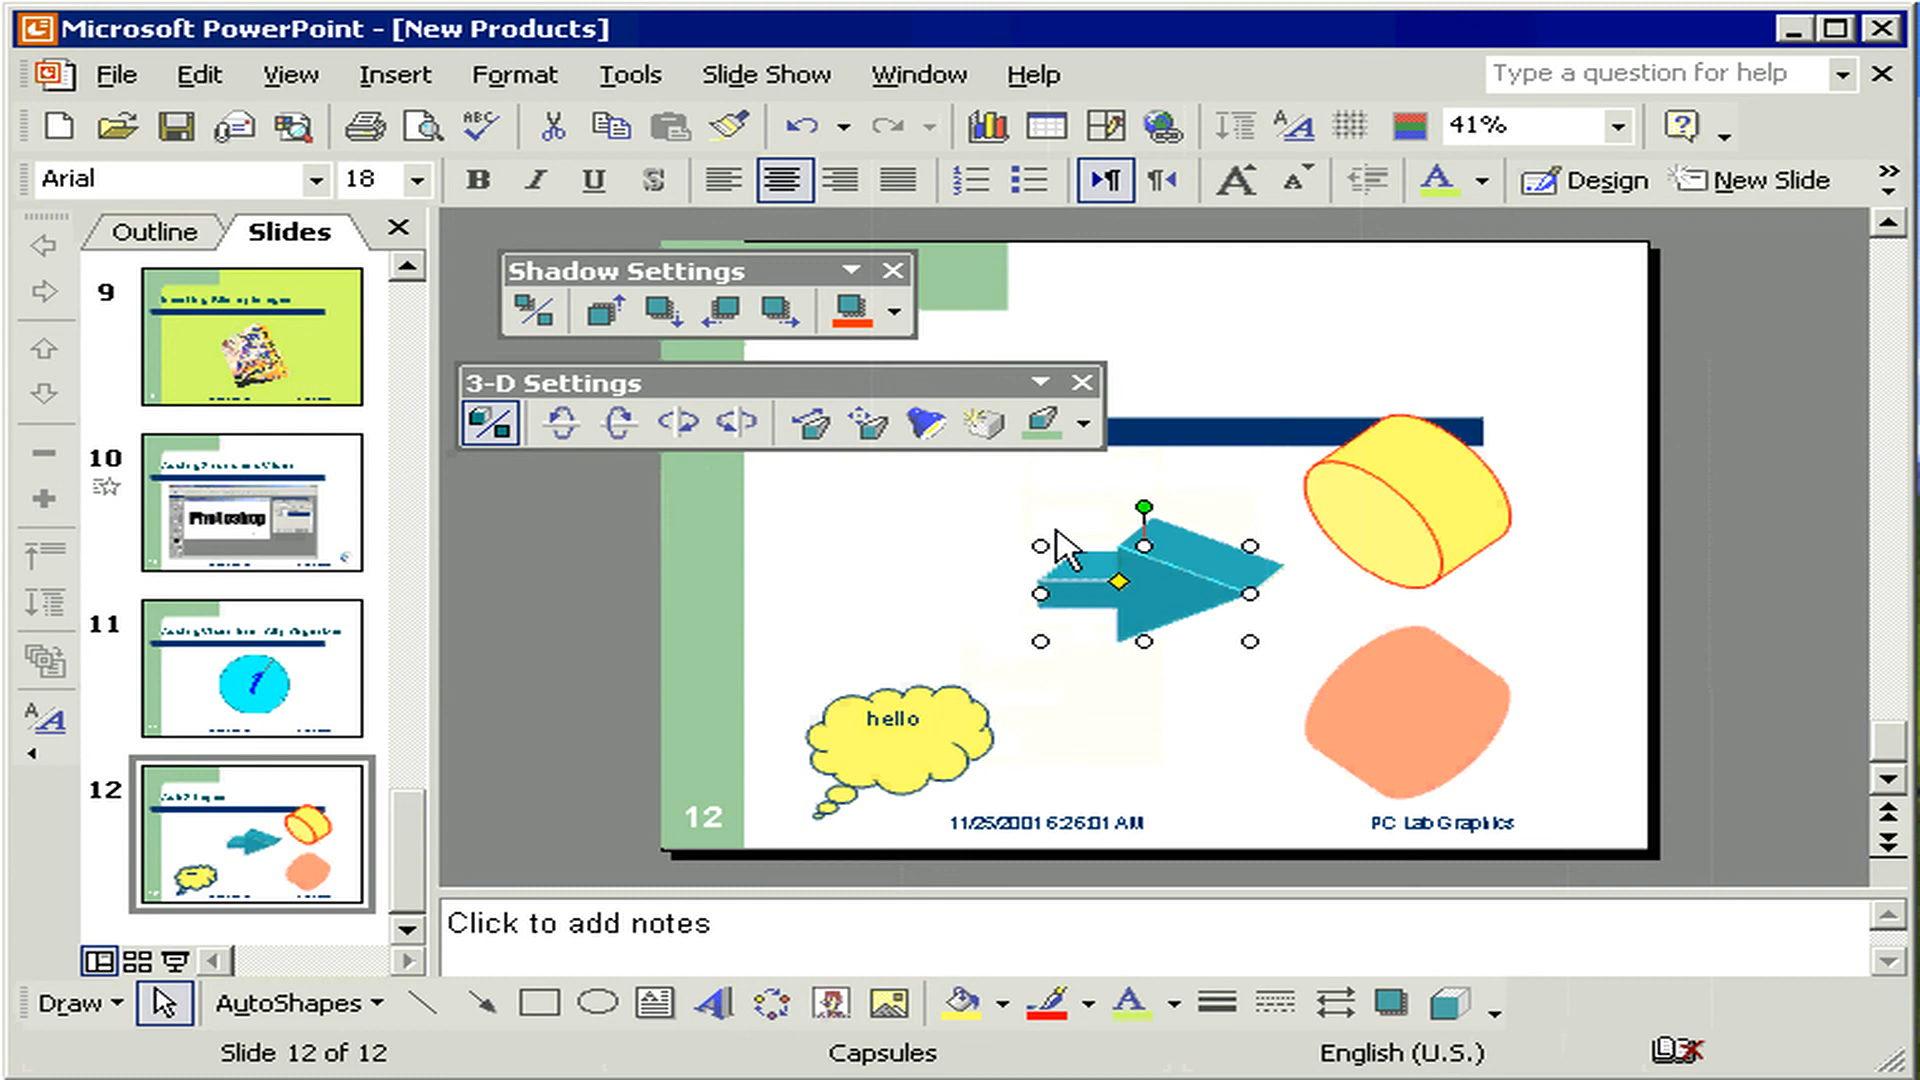 Microsoft PowerPoint - [New Products]
File Edit View Insert Format Tools Slide Show Window Help Type a question for help
ABC 41%
Arial 18 B I U S Design New Slide
Outline Slides
Shadow Settings
3-D Settings
9
10
Photoshop
11
12
hello
12 11/25/2001 6:26:01 AM PC Lab Graphics
Click to add notes
Draw AutoShapes
Slide 12 of 12 Capsules English (U.S.)